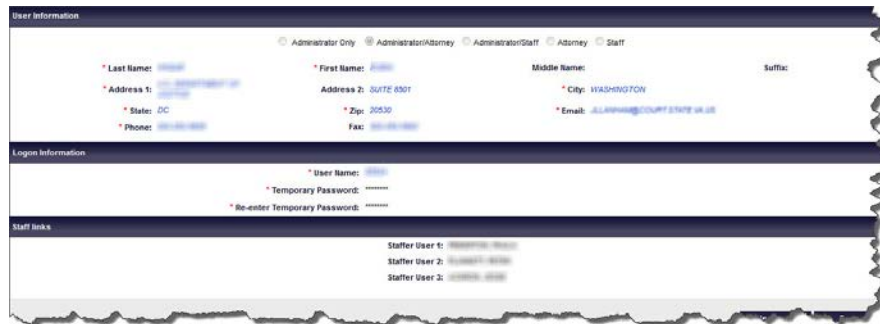 User Information
Administrator Only Administrator/Attorney Administrator/Staff Attorney Staff
* Last Name: * First Name: Middle Name: Suffix:
* Address 1: Address 2: SUITE 8501 * City: WASHINGTON
* State: DC * Zip: 20530 * Email:
* Phone: Fax:
Logon Information
* User Name:
* Temporary Password: ********
* Re-enter Temporary Password: ********
Staff links
Staffer User 1:
Staffer User 2:
Staffer User 3: